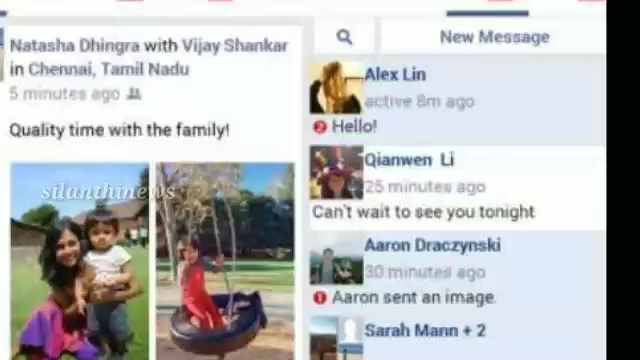 Natasha Dhingra with Vijay Shankar
in Chennai, Tamil Nadu
5 minutes ago
Quality time with the family!
silanthinews
New Message
Alex Lin
active 8m ago
2 Hello!
Qianwen Li
25 minutes ago
Can't wait to see you tonight
Aaron Draczynski
30 minutes ago
1 Aaron sent an image.
Sarah Mann + 2